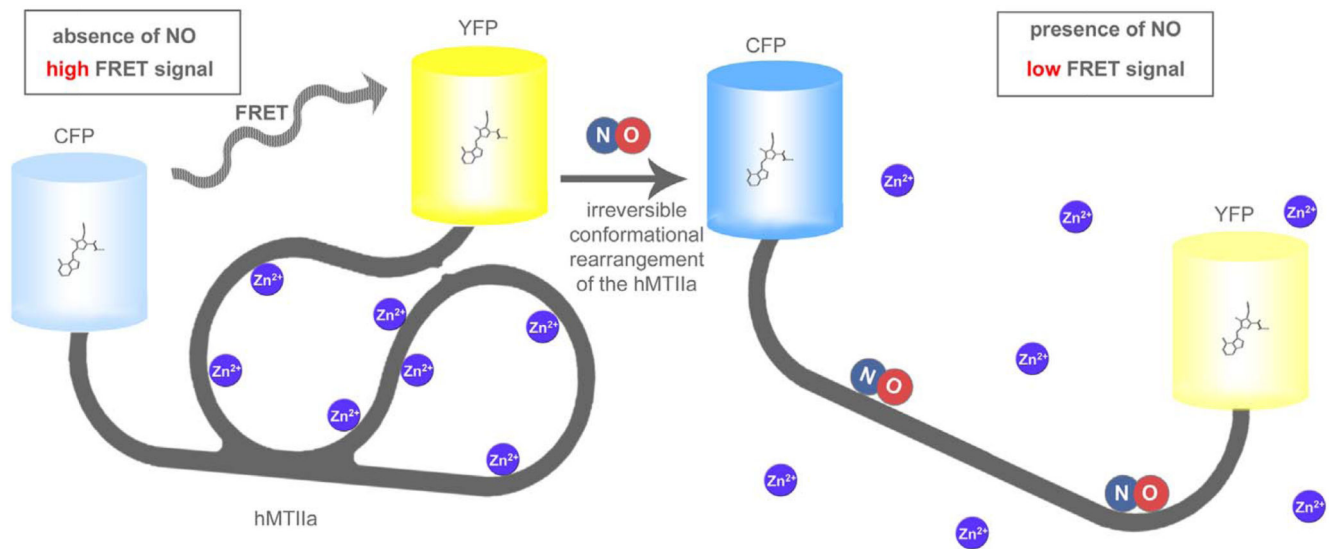 absence of NO
high FRET signal
CFP
FRET
YFP
Zn2+
Zn2+
Zn2+
Zn2+
Zn2+
Zn2+
Zn2+
hMTIIa
N O
irreversible
conformational
rearrangement
of the hMTIIa
presence of NO
low FRET signal
CFP
YFP
Zn2+
Zn2+
Zn2+
Zn2+
Zn2+
Zn2+
Zn2+
N O
N O